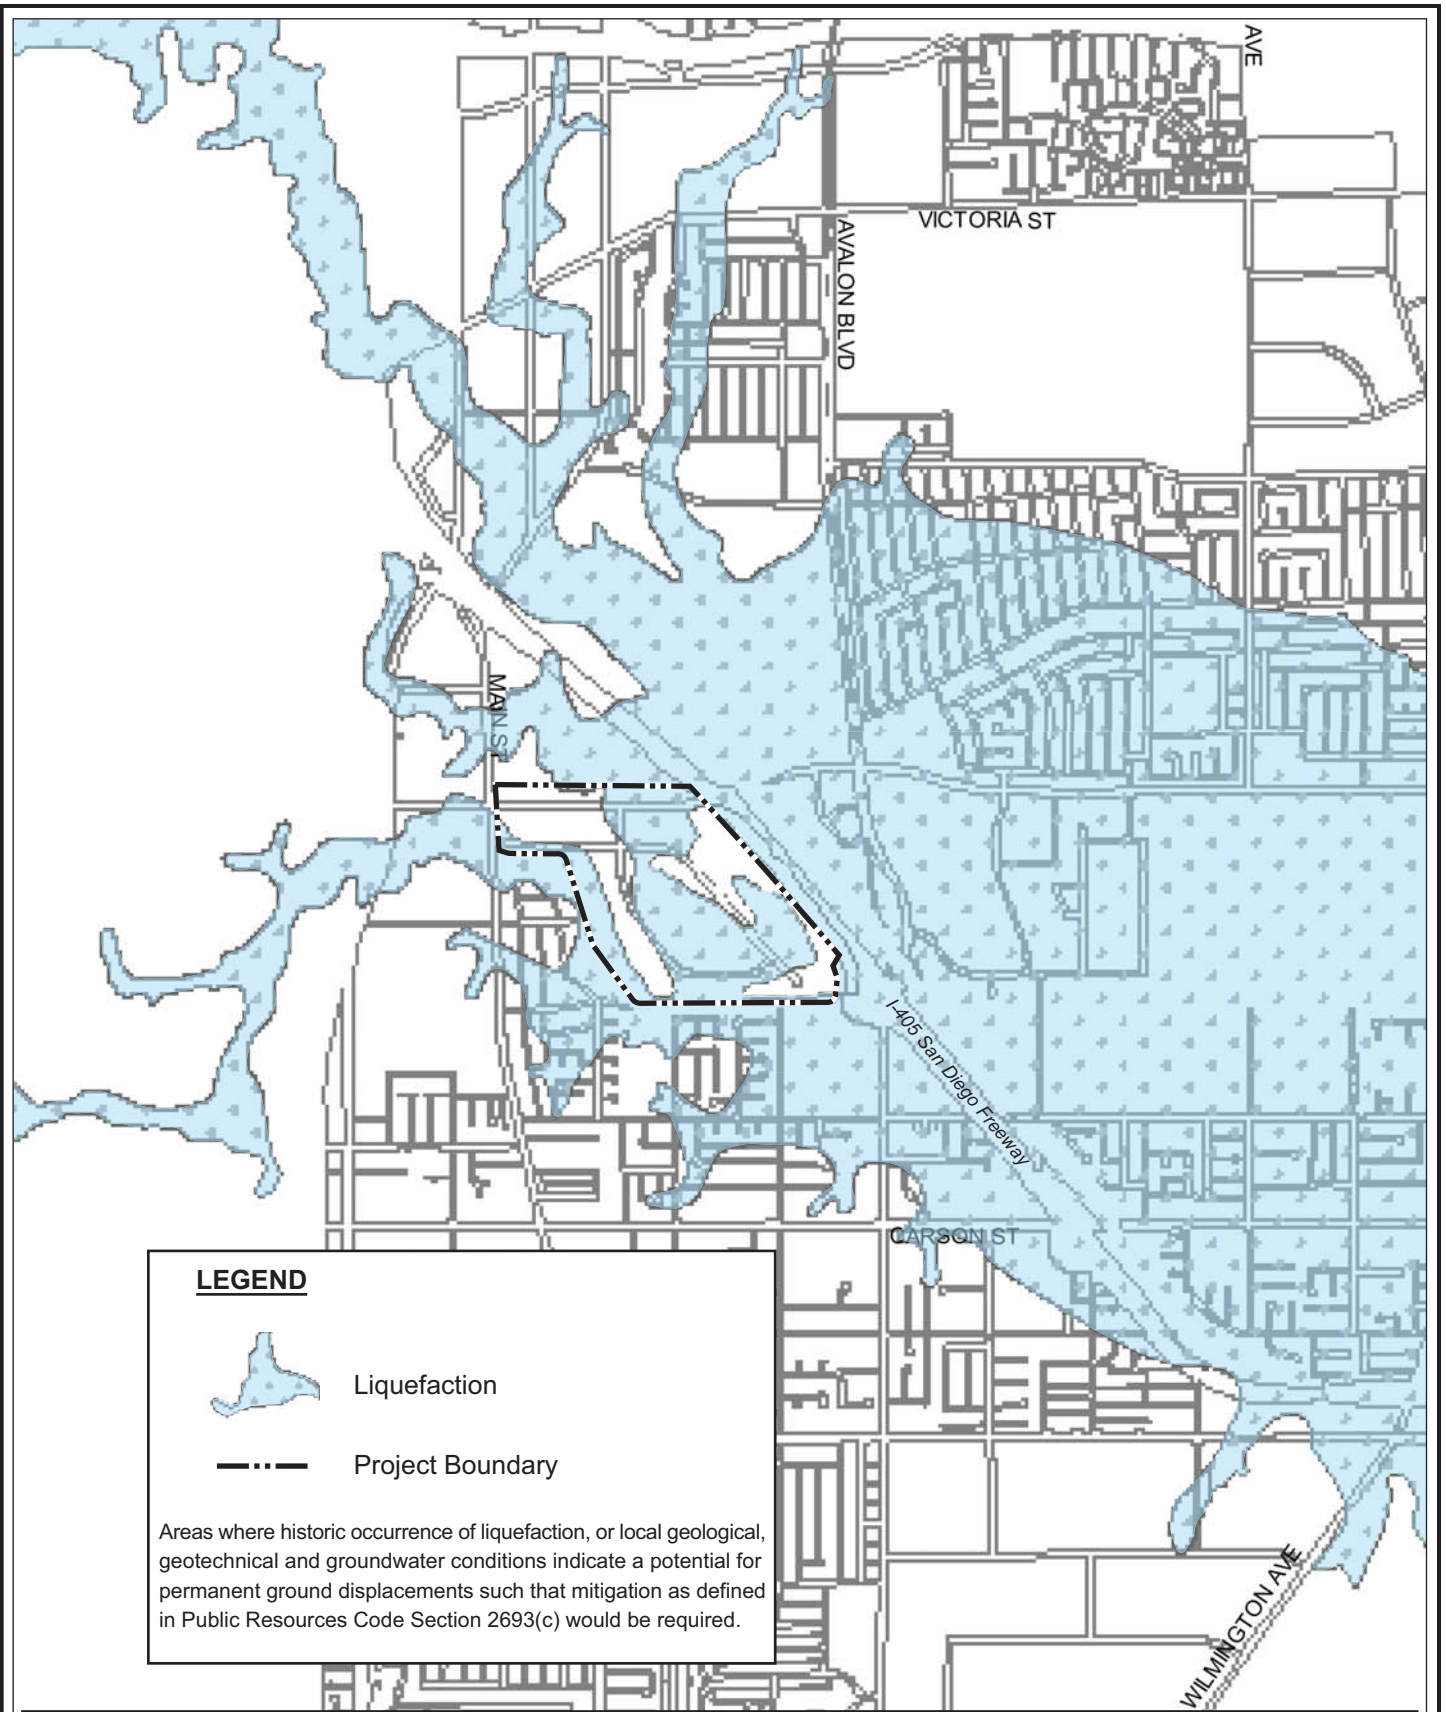 AVE
VICTORIA ST
AVALON BLVD
MAIN ST
I-405 San Diego Freeway
CARSON ST
LEGEND
Liquefaction
Project Boundary
Areas where historic occurrence of liquefaction, or local geological,
geotechnical and groundwater conditions indicate a potential for
permanent ground displacements such that mitigation as defined
in Public Resources Code Section 2693(c) would be required.
WILMINGTON AVE